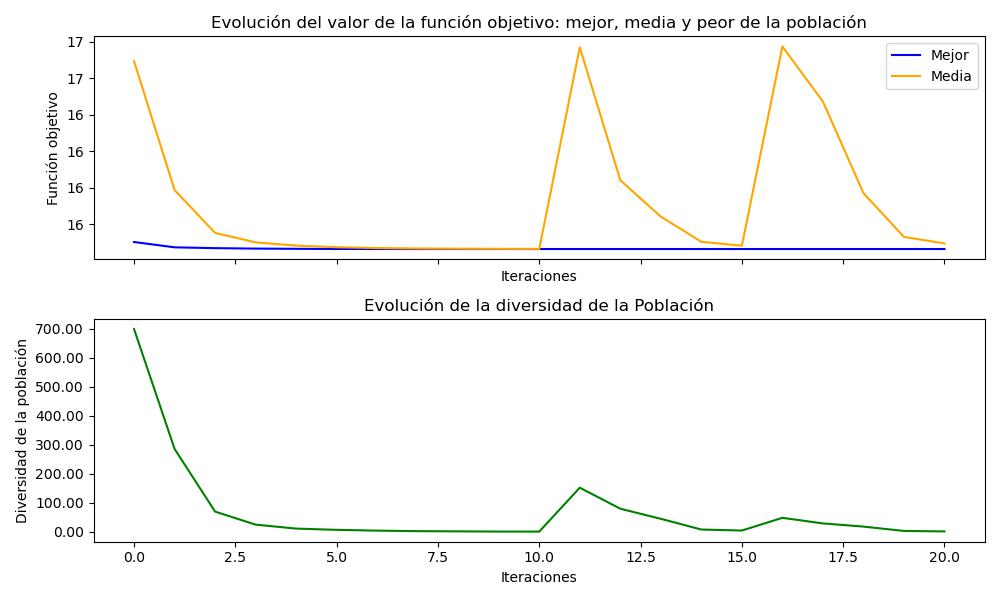 Evolución del valor de la función objetivo: mejor, media y peor de la población
17
17
16
16
16
16
Función objetivo
Mejor
Media
Iteraciones
Evolución de la diversidad de la Población
700.00
600.00
500.00
400.00
300.00
200.00
100.00
0.00
Diversidad de la población
0.0 2.5 5.0 7.5 10.0 12.5 15.0 17.5 20.0
Iteraciones